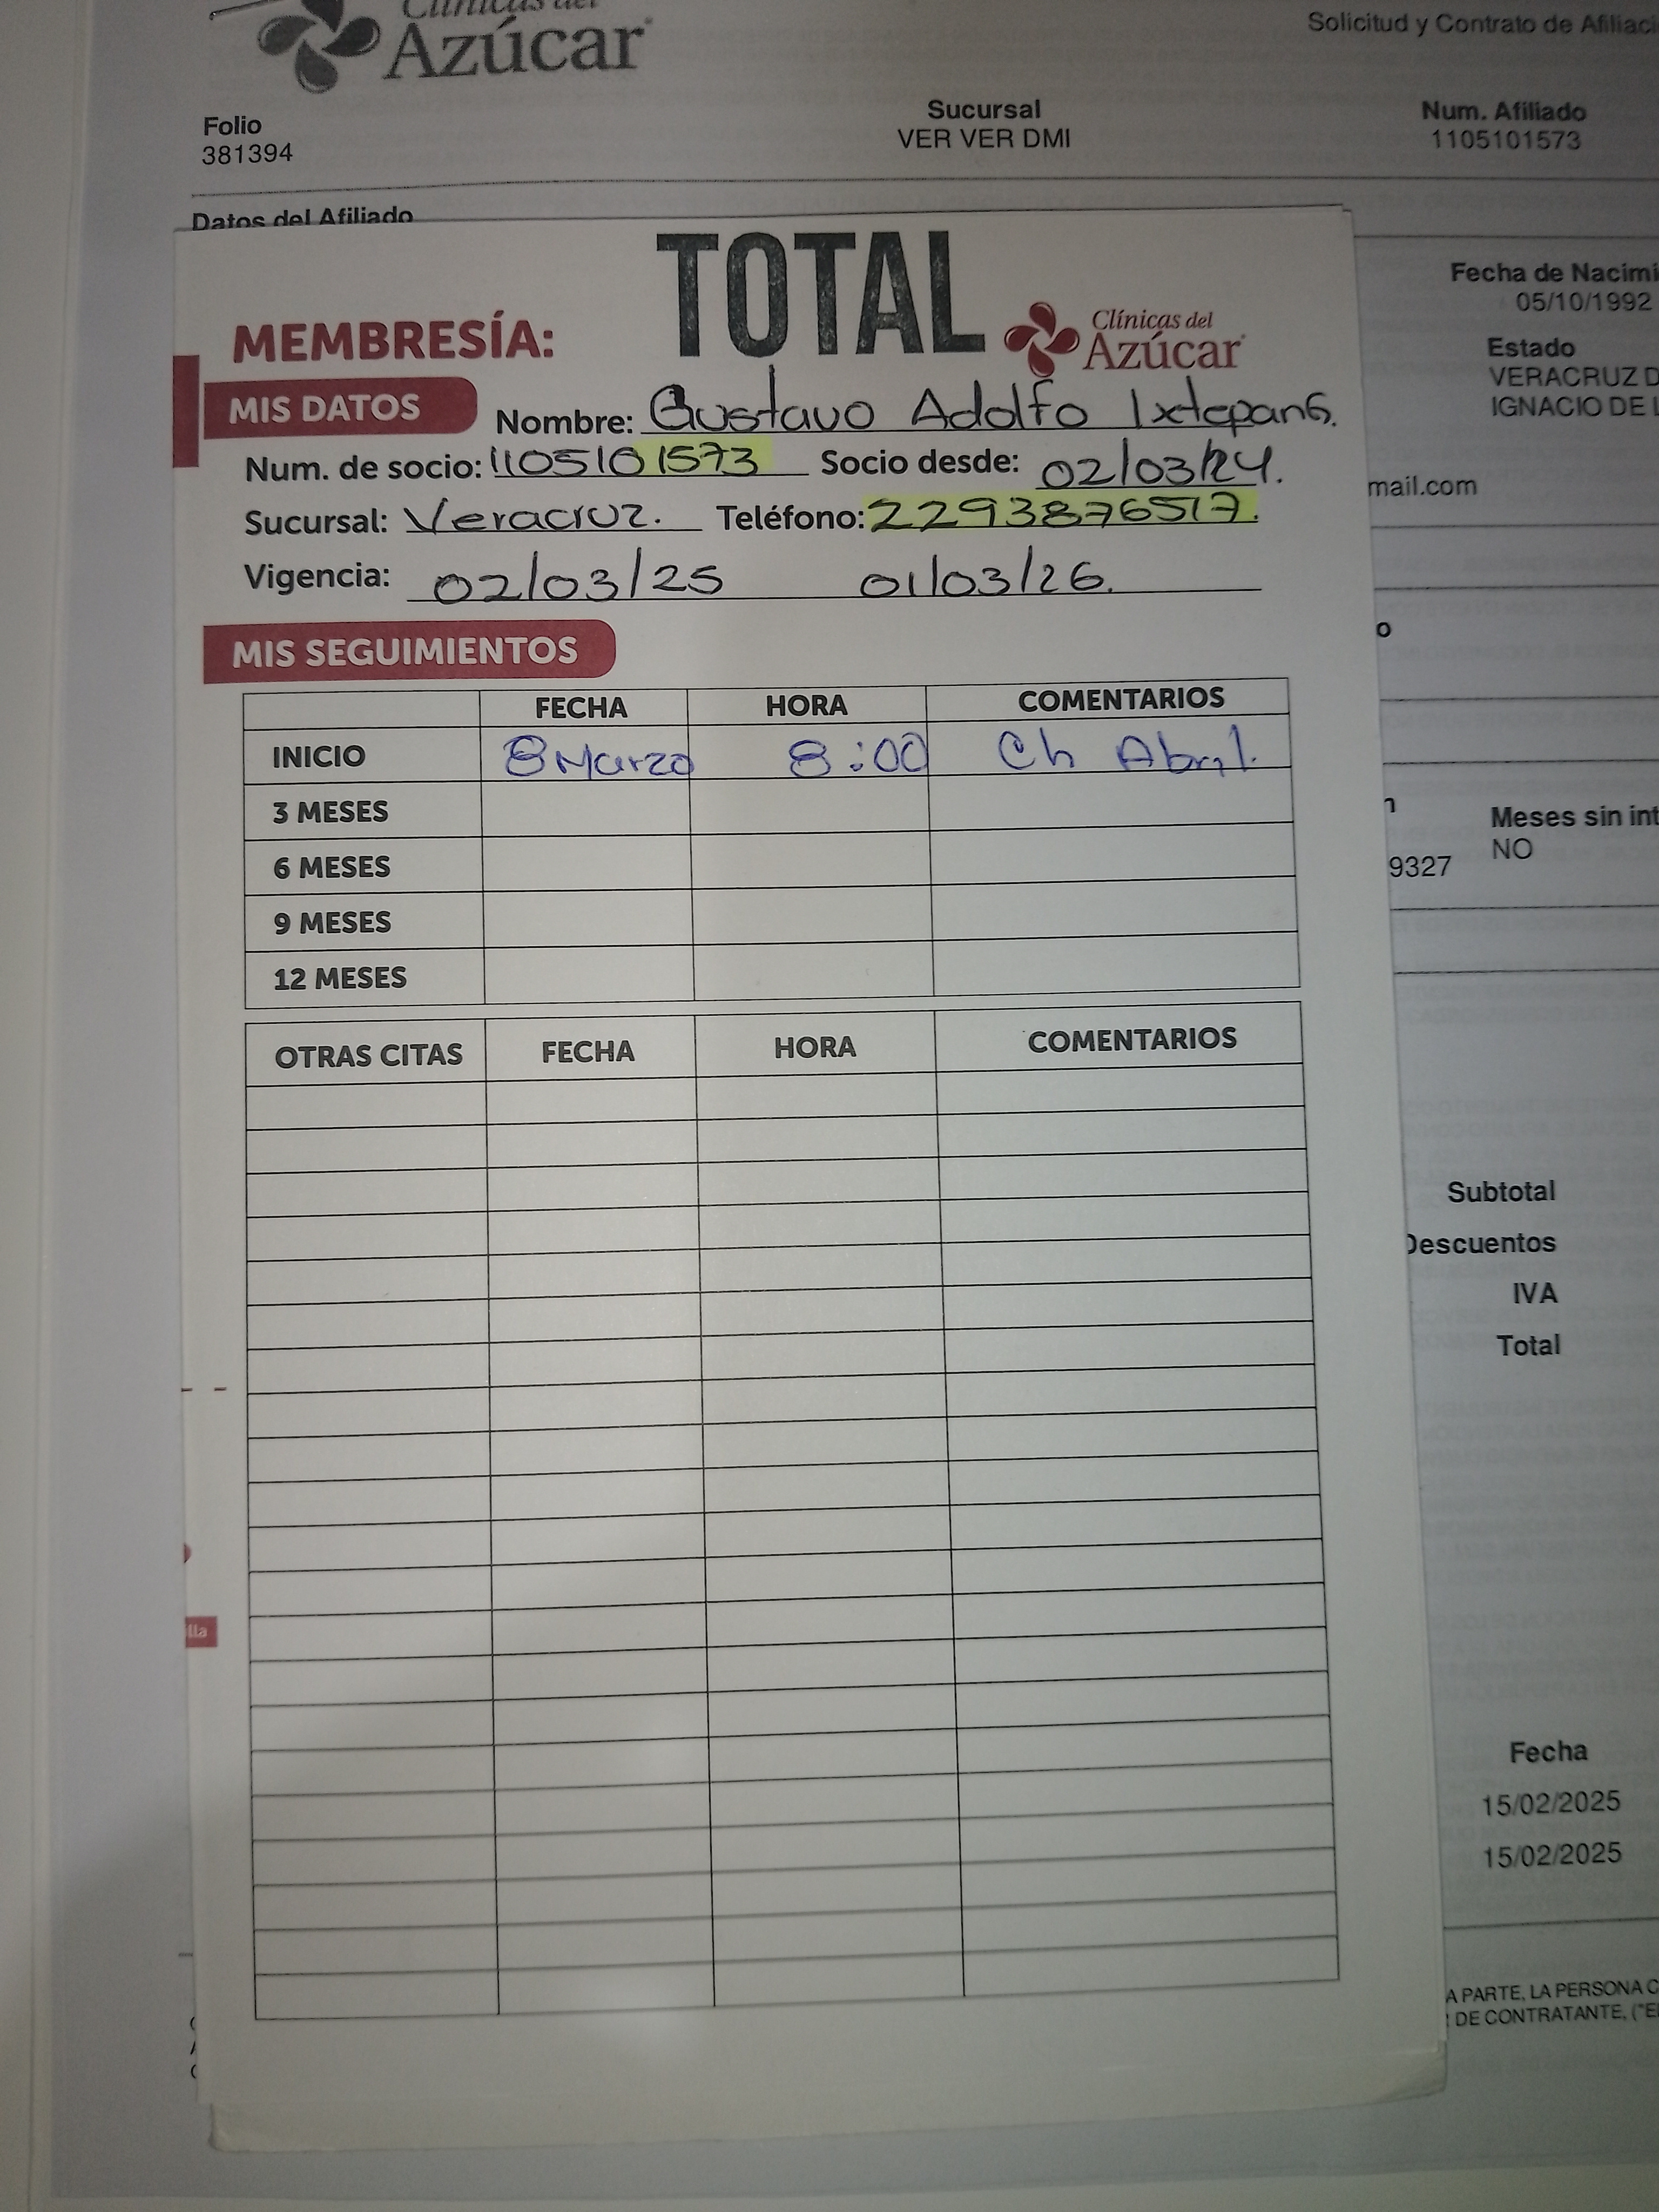 Clínicas del
Azúcar
Solicitud y Contrato de Afiliaci
Folio
381394
Sucursal
VER VER DMI
Num. Afiliado
1105101573
Datos del Afiliado
Fecha de Nacimi
05/10/1992
Estado
VERACRUZ D
IGNACIO DE L
mail.com
TOTAL
MEMBRESÍA:
Clínicas del
Azúcar
MIS DATOS
Nombre: Gustavo Adolfo Ixtepan G.
Num. de socio: 1105101573 Socio desde: 02/03/24.
Sucursal: Veracruz. Teléfono: 2293876517.
Vigencia: 02/03/25 01/03/26.
MIS SEGUIMIENTOS
FECHA HORA COMENTARIOS
INICIO 8 Marzo 8:00 Ch Abril.
3 MESES
6 MESES
9 MESES
12 MESES
OTRAS CITAS FECHA HORA COMENTARIOS
o
n
9327
Meses sin int
NO
Subtotal
Descuentos
IVA
Total
lla
Fecha
15/02/2025
15/02/2025
A PARTE, LA PERSONA C
DE CONTRATANTE, ("E